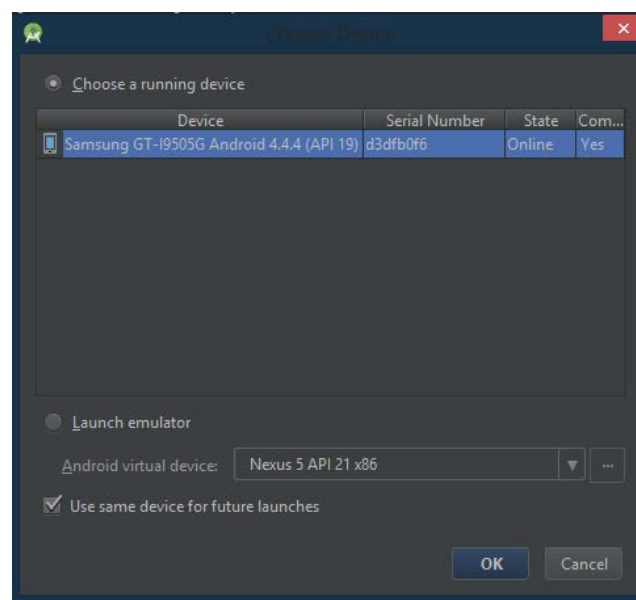 Choose Device
Choose a running device
Device Serial Number State Com...
Samsung GT-I9505G Android 4.4.4 (API 19) d3dfb0f6 Online Yes
Launch emulator
Android virtual device: Nexus 5 API 21 x86 ...
Use same device for future launches
OK Cancel